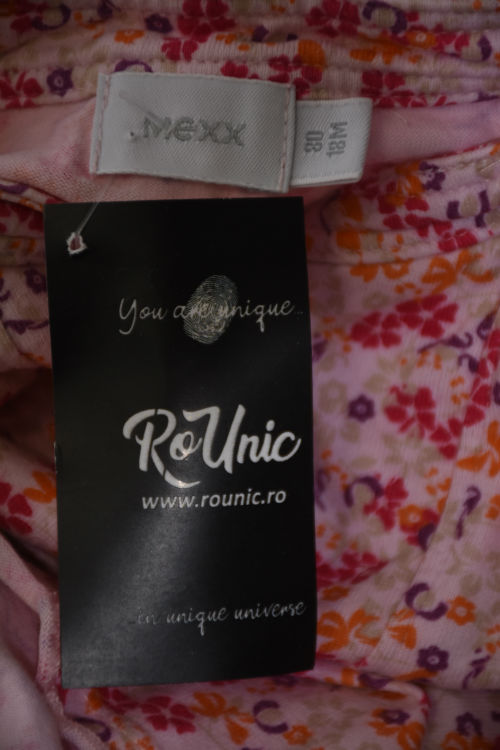 MEXX
80
18M
You are unique...
RoUnic
www.rounic.ro
...in unique universe